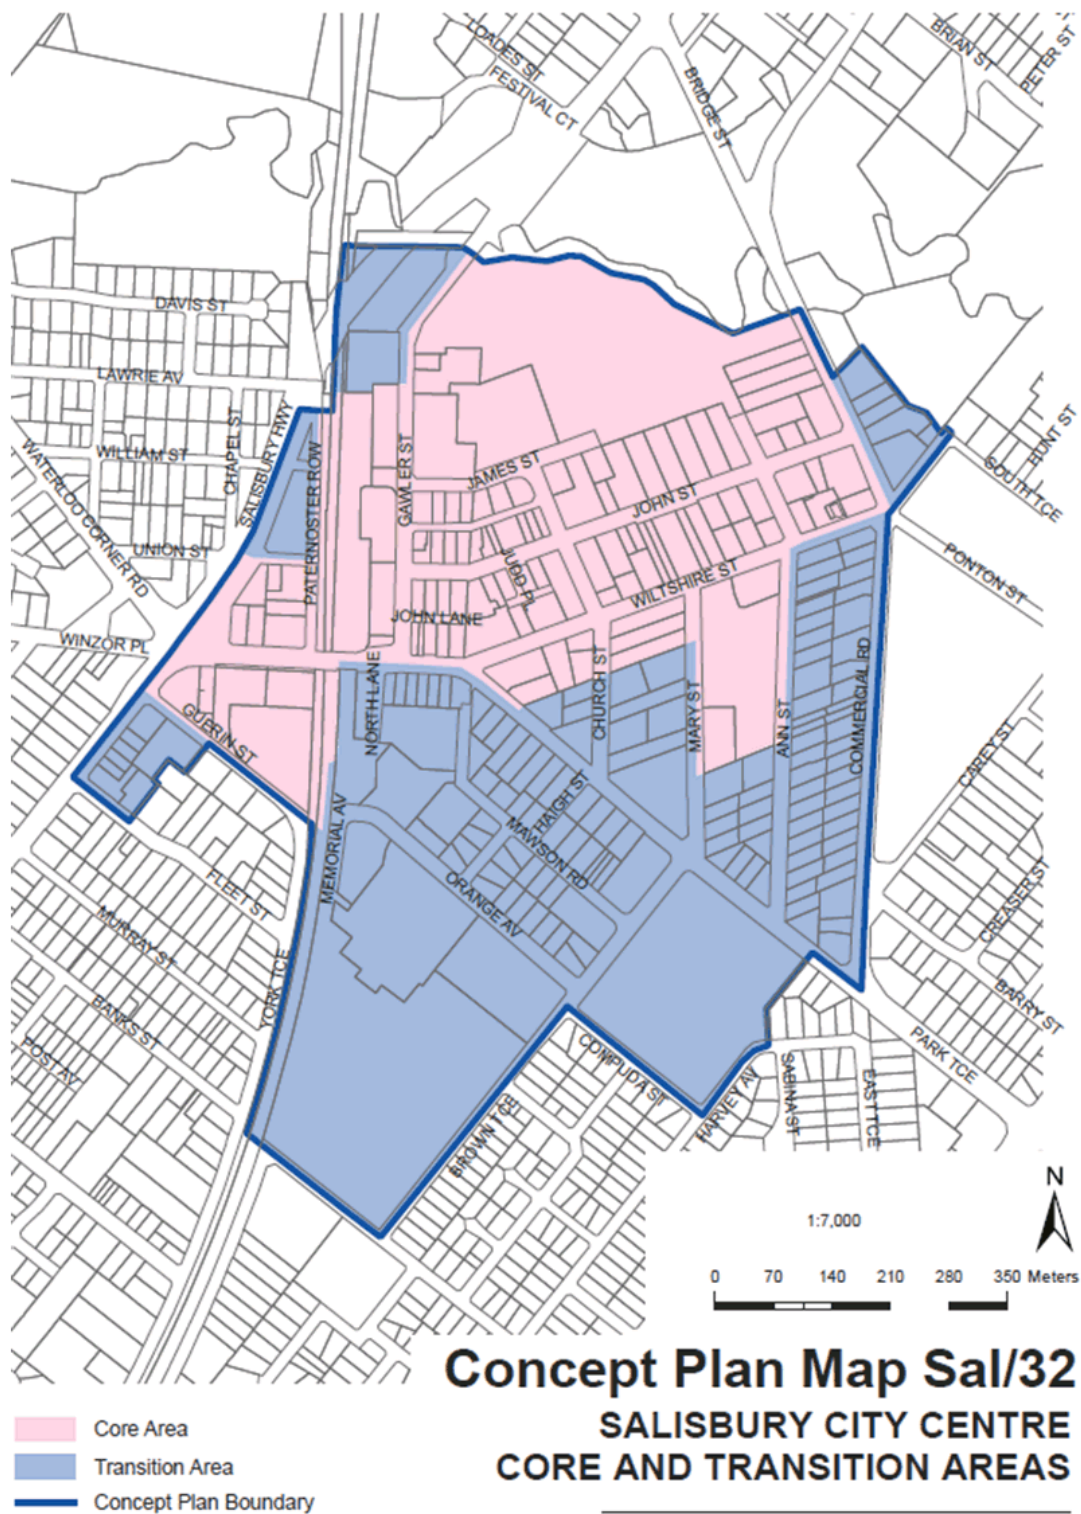 LOADES ST
FESTIVAL CT
BRIDGE ST
BRIAN ST
PETER ST
DAVIS ST
LAWRIE AV
CHAPEL ST
SALISBURY HWY
WILLIAM ST
WATERLOO CORNER RD
UNION ST
WINZOR PL
PATERNOSTER ROW
GAWLER ST
JAMES ST
JOHN ST
JUDD PL
WILTSHIRE ST
JOHN LANE
HUNT ST
SOUTH TCE
PONTON ST
NORTH LANE
CHURCH ST
MARY ST
ANN ST
COMMERCIAL RD
GUERIN ST
CAREY ST
MEMORIAL AV
HAIGH ST
MAWSON RD
ORANGE AV
FLEET ST
MURRAY ST
CREASER ST
YORK TCE
BANKS ST
BARRY ST
POST AV
PARK TCE
COMPUDA ST
BROWN TCE
HARVEY AV
SABINA ST
EAST TCE
N
1:7,000
0 70 140 210 280 350 Meters
Concept Plan Map Sal/32
SALISBURY CITY CENTRE
CORE AND TRANSITION AREAS
Core Area
Transition Area
Concept Plan Boundary